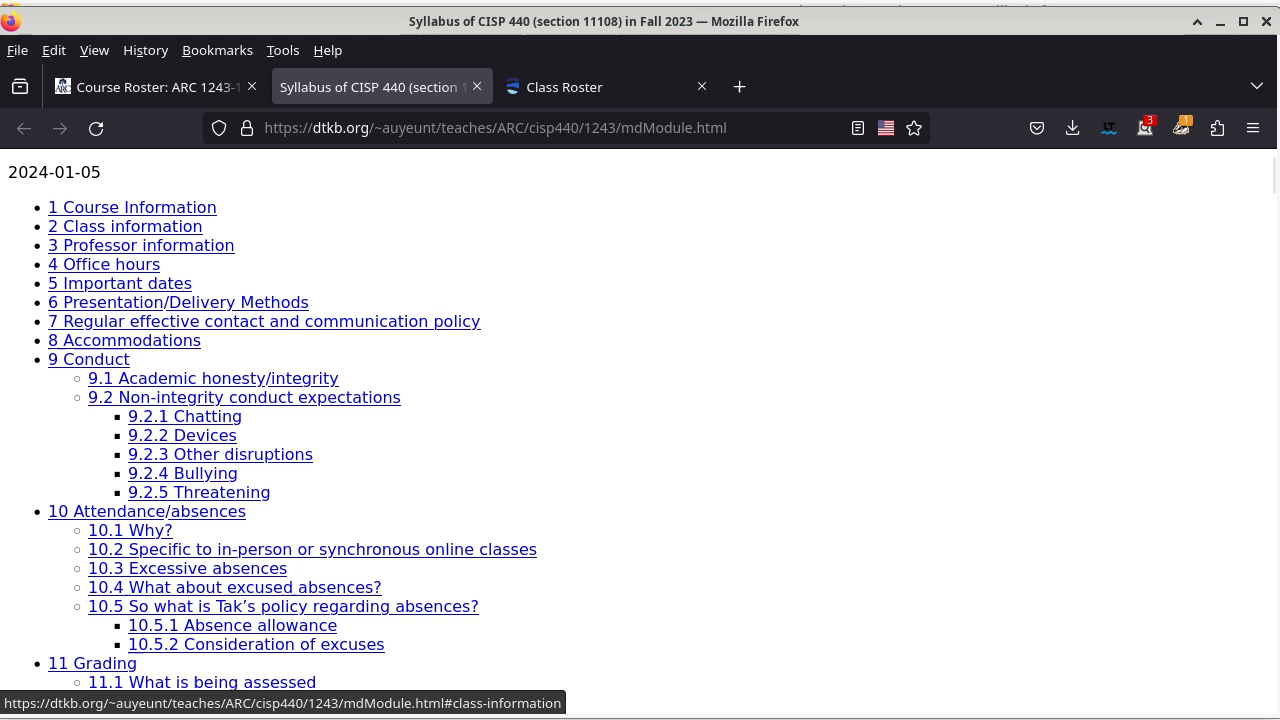 Syllabus of CISP 440 (section 11108) in Fall 2023 — Mozilla Firefox
File Edit View History Bookmarks Tools Help
ARC Course Roster: ARC 1243-1
Syllabus of CISP 440 (section 1
Class Roster
https://dtkb.org/~auyeunt/teaches/ARC/cisp440/1243/mdModule.html
LT 3 1
2024-01-05
1 Course Information
2 Class information
3 Professor information
4 Office hours
5 Important dates
6 Presentation/Delivery Methods
7 Regular effective contact and communication policy
8 Accommodations
9 Conduct
9.1 Academic honesty/integrity
9.2 Non-integrity conduct expectations
9.2.1 Chatting
9.2.2 Devices
9.2.3 Other disruptions
9.2.4 Bullying
9.2.5 Threatening
10 Attendance/absences
10.1 Why?
10.2 Specific to in-person or synchronous online classes
10.3 Excessive absences
10.4 What about excused absences?
10.5 So what is Tak’s policy regarding absences?
10.5.1 Absence allowance
10.5.2 Consideration of excuses
11 Grading
11.1 What is being assessed
https://dtkb.org/~auyeunt/teaches/ARC/cisp440/1243/mdModule.html#class-information